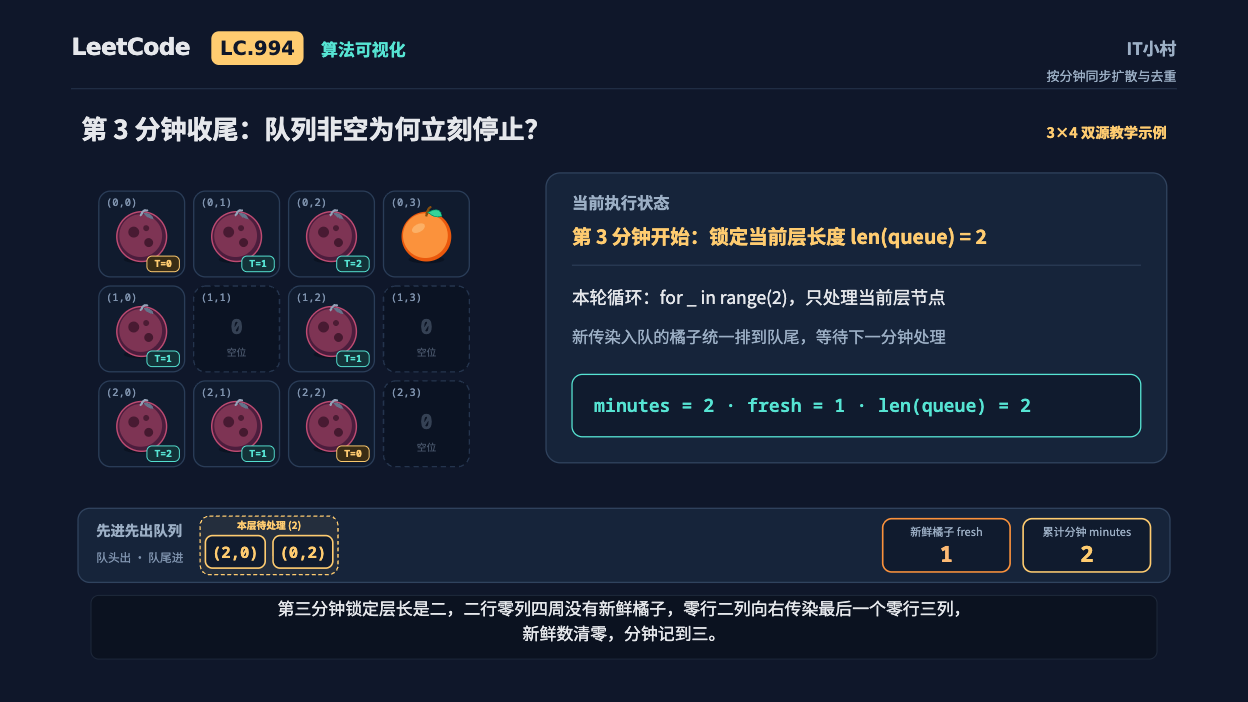 LeetCode LC.994 算法可视化
IT小村
按分钟同步扩散与去重
第 3 分钟收尾：队列非空为何立刻停止？
3×4 双源教学示例
(0,0) (0,1) (0,2) (0,3)
T=0 T=1 T=2
(1,0) (1,1) (1,2) (1,3)
0 0
空位 空位
T=1 T=1
(2,0) (2,1) (2,2) (2,3)
0
空位
T=2 T=1 T=0
当前执行状态
第 3 分钟开始：锁定当前层长度 len(queue) = 2
本轮循环：for _ in range(2)，只处理当前层节点
新传染入队的橘子统一排到队尾，等待下一分钟处理
minutes = 2 · fresh = 1 · len(queue) = 2
先进先出队列
队头出 · 队尾进
本层待处理 (2)
(2,0) (0,2)
新鲜橘子 fresh
1
累计分钟 minutes
2
第三分钟锁定层长是二，二行零列四周没有新鲜橘子，零行二列向右传染最后一个零行三列，
新鲜数清零，分钟记到三。